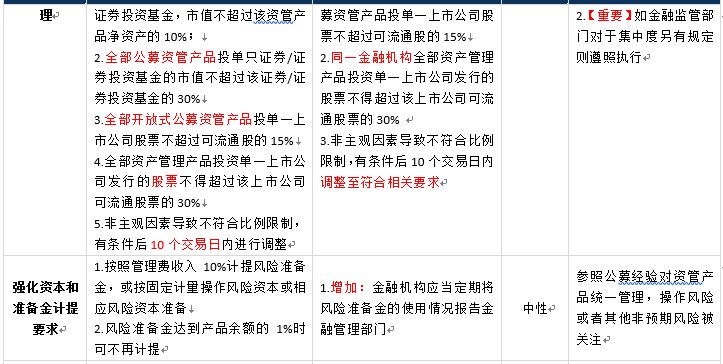 理
证券投资基金，市值不超过该资管产
品净资产的 10%；↓
2.全部公募资管产品投单只证券/证
券投资基金的市值不超过该证券/证
券投资基金的 30%↓
3.全部开放式公募资管产品投单一上
市公司股票不超过可流通股的 15%↓
4.全部资产管理产品投资单一上市公
司发行的股票不得超过该上市公司
可流通股票的 30%↓
5.非主观因素导致不符合比例限制，
有条件后 10 个交易日内进行调整
募资管产品投单一上市公司股
票不超过可流通股的 15%↓
2.同一金融机构全部资产管理
产品投资单一上市公司发行的
股票不得超过该上市公司可流
通股票的 30% ↓
3.非主观因素导致不符合比例
限制，有条件后 10 个交易日内
调整至符合相关要求
2.【重要】如金融监管部
门对于集中度另有规定
则遵照执行
强化资本和
准备金计提
要求
1.按照管理费收入 10%计提风险准备
金，或按固定计量操作风险资本或相
应风险资本准备↓
2.风险准备金达到产品余额的 1%时
可不再计提
1.增加：金融机构应当定期将
风险准备金的使用情况报告金
融管理部门
中性
参照公募经验对资管产
品统一管理，操作风险
或者其他非预期风险被
关注